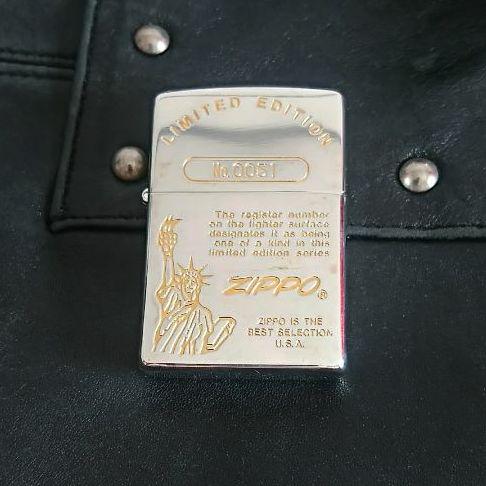 LIMITED EDITION
No.0051
The register number
on the lighter surface
designates it as being
one of a kind in this
limited edition series
ZIPPO®
ZIPPO IS THE
BEST SELECTION
U.S.A.